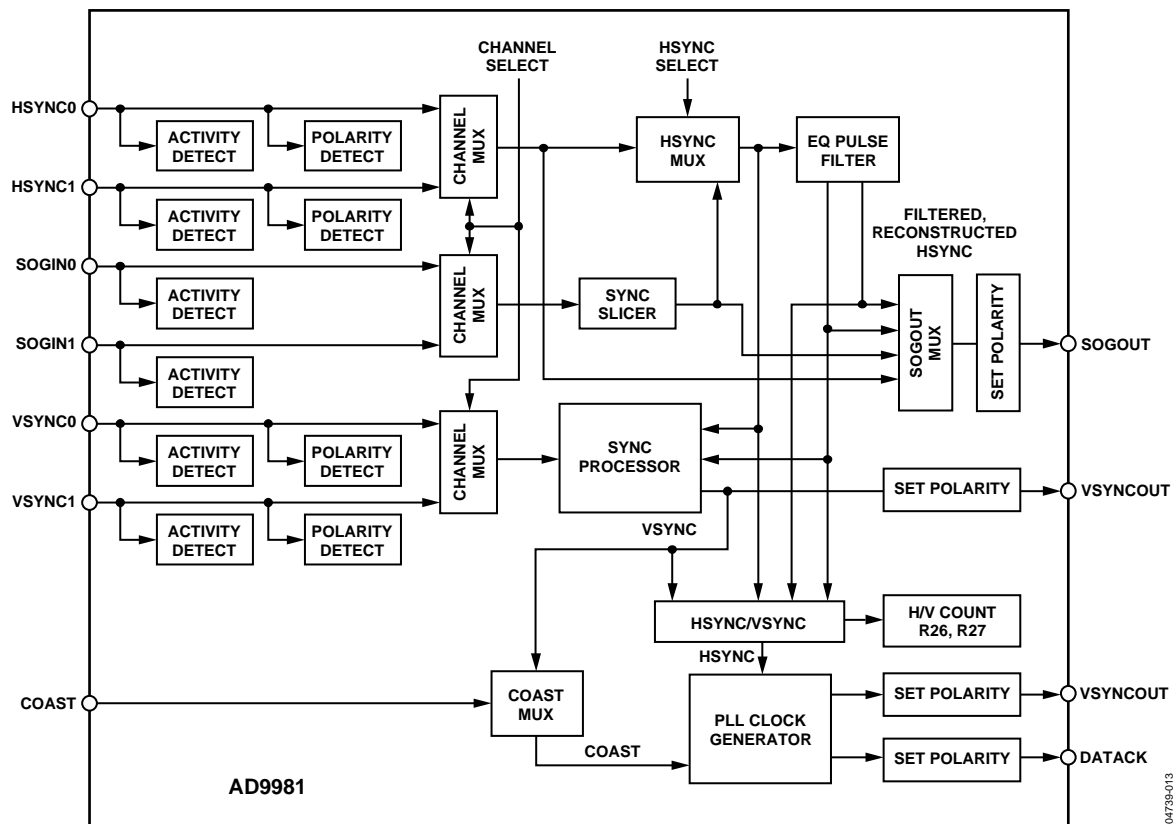 CHANNEL
SELECT
HSYNC
SELECT
HSYNC0
ACTIVITY
DETECT
POLARITY
DETECT
CHANNEL
MUX
HSYNC
MUX
EQ PULSE
FILTER
HSYNC1
ACTIVITY
DETECT
POLARITY
DETECT
FILTERED,
RECONSTRUCTED
HSYNC
SOGIN0
ACTIVITY
DETECT
CHANNEL
MUX
SYNC
SLICER
SOGOUT
MUX
SET POLARITY
SOGOUT
SOGIN1
ACTIVITY
DETECT
VSYNC0
ACTIVITY
DETECT
POLARITY
DETECT
CHANNEL
MUX
SYNC
PROCESSOR
SET POLARITY
VSYNCOUT
VSYNC1
ACTIVITY
DETECT
POLARITY
DETECT
VSYNC
HSYNC/VSYNC
H/V COUNT
R26, R27
HSYNC
COAST
COAST
MUX
COAST
PLL CLOCK
GENERATOR
SET POLARITY
VSYNCOUT
SET POLARITY
DATACK
AD9981
04739-013